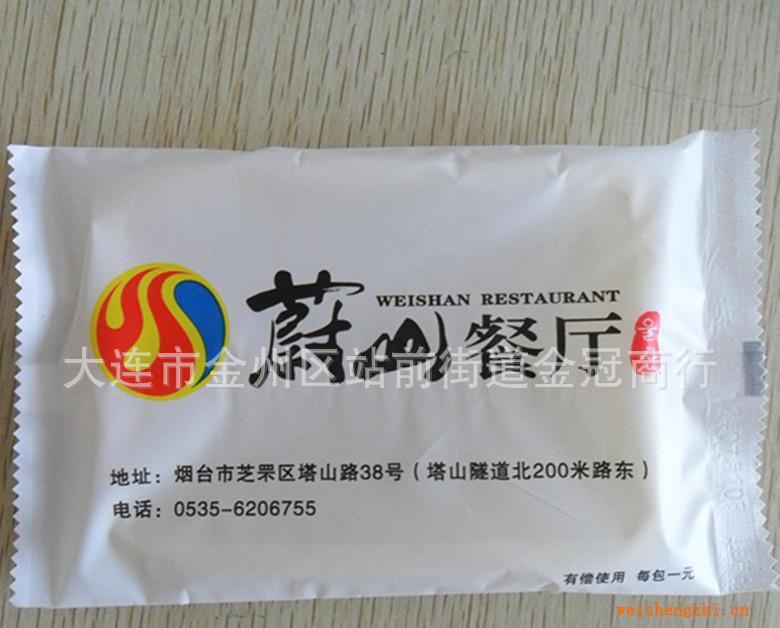 WEISHAN RESTAURANT
蔚山餐厅
울산
大连市金州区站前街道金冠商行
地址：烟台市芝罘区塔山路38号（塔山隧道北200米路东）
电话：0535-6206755
有偿使用 每包一元
weishengzhi.cn